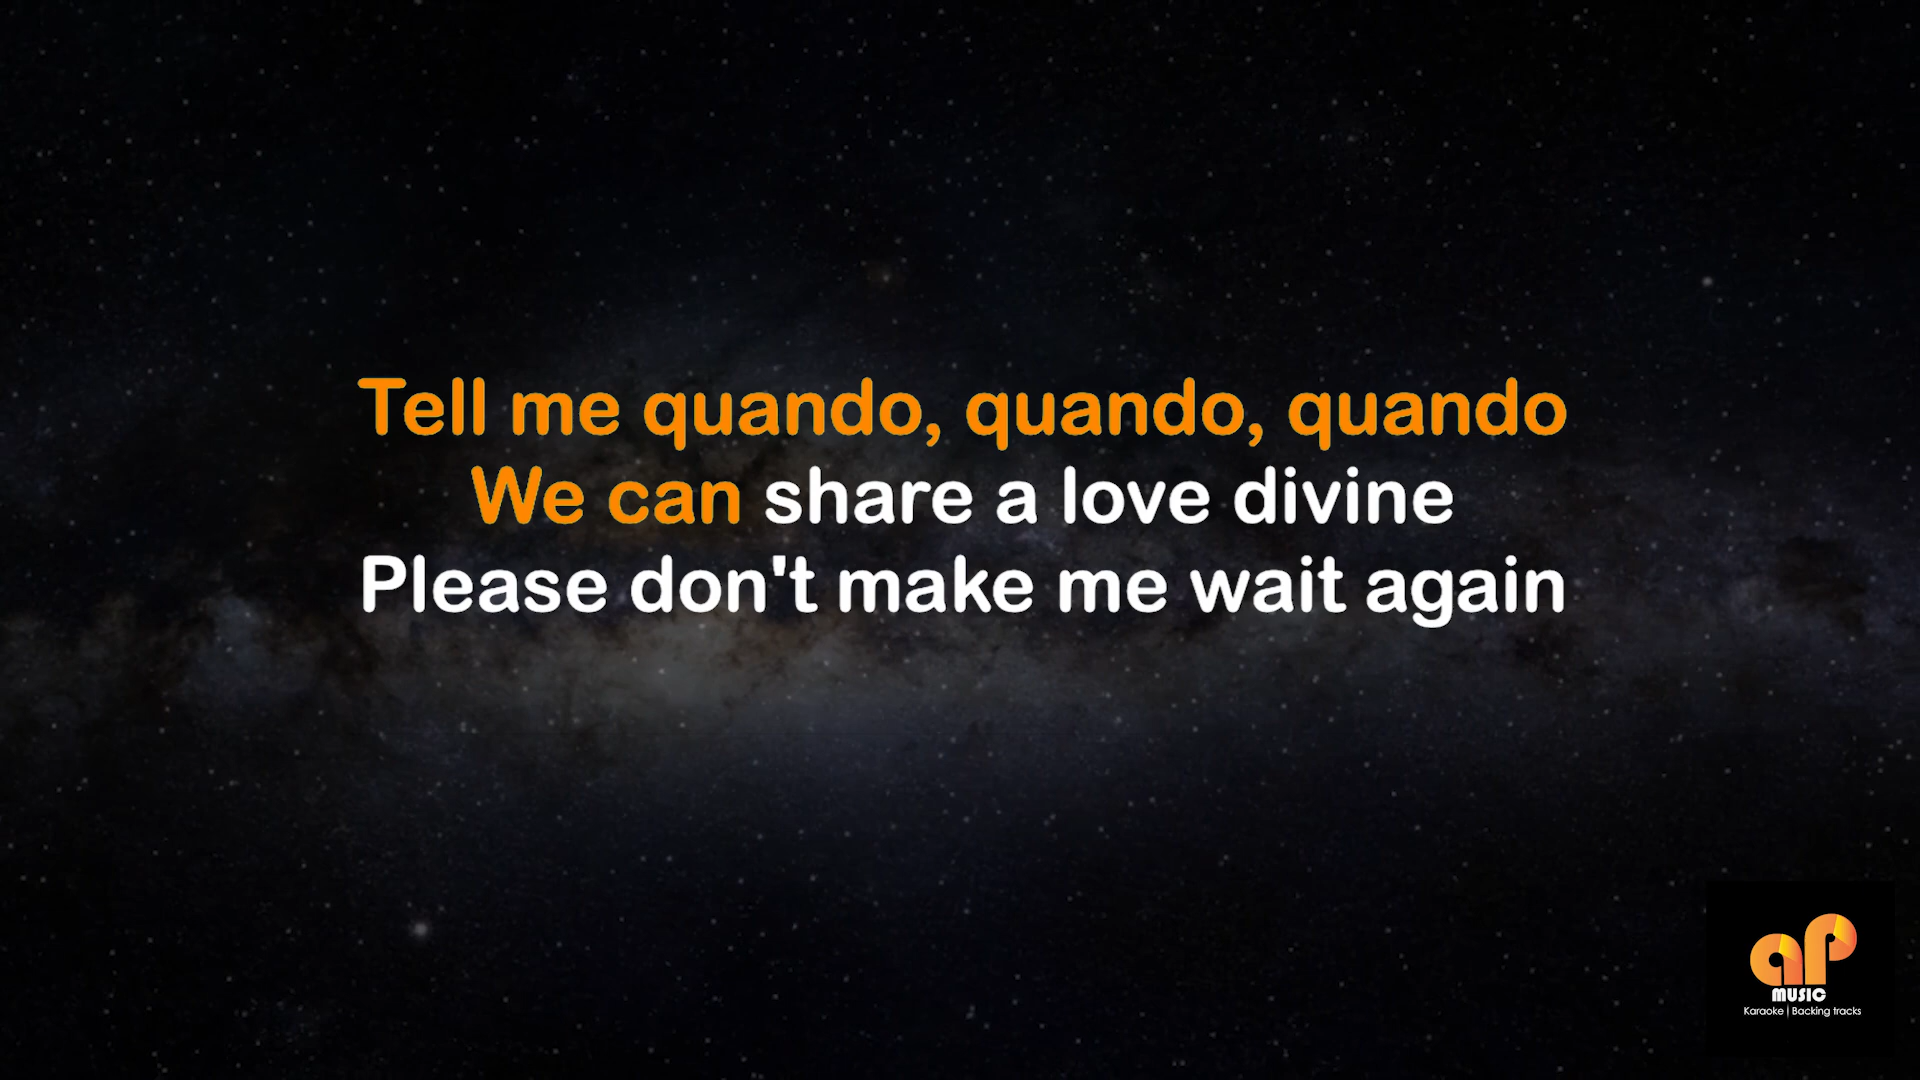 Tell me quando, quando, quando
We can share a love divine
Please don't make me wait again
ap
MUSIC
Karaoke | Backing tracks